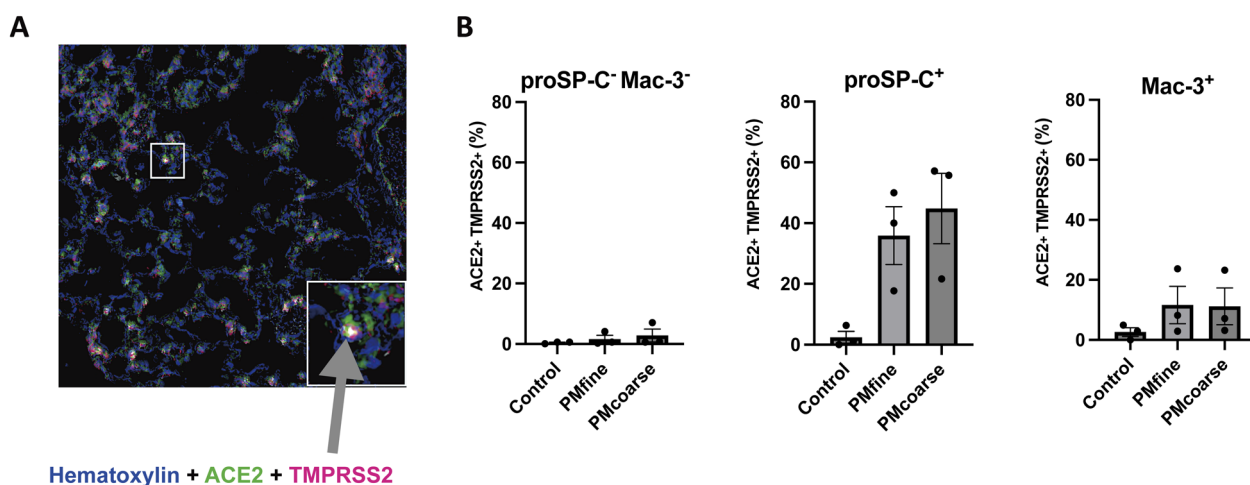 A
Hematoxylin + ACE2 + TMPRSS2
B
proSP-C⁻ Mac-3⁻
ACE2+ TMPRSS2+ (%)
80
60
40
20
0
Control
PMfine
PMcoarse
proSP-C⁺
ACE2+ TMPRSS2+ (%)
80
60
40
20
0
Control
PMfine
PMcoarse
Mac-3⁺
ACE2+ TMPRSS2+ (%)
80
60
40
20
0
Control
PMfine
PMcoarse